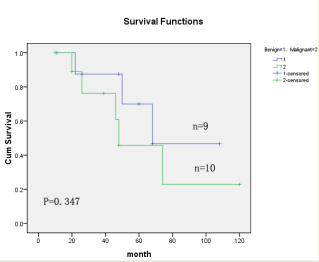 Survival Functions
Benign=1, Malignant=2
1
2
1-censored
2-censored
Cum Survival
1.0
0.8
0.6
0.4
0.2
0.0
n=9
n=10
P=0.347
0 20 40 60 80 100 120
month